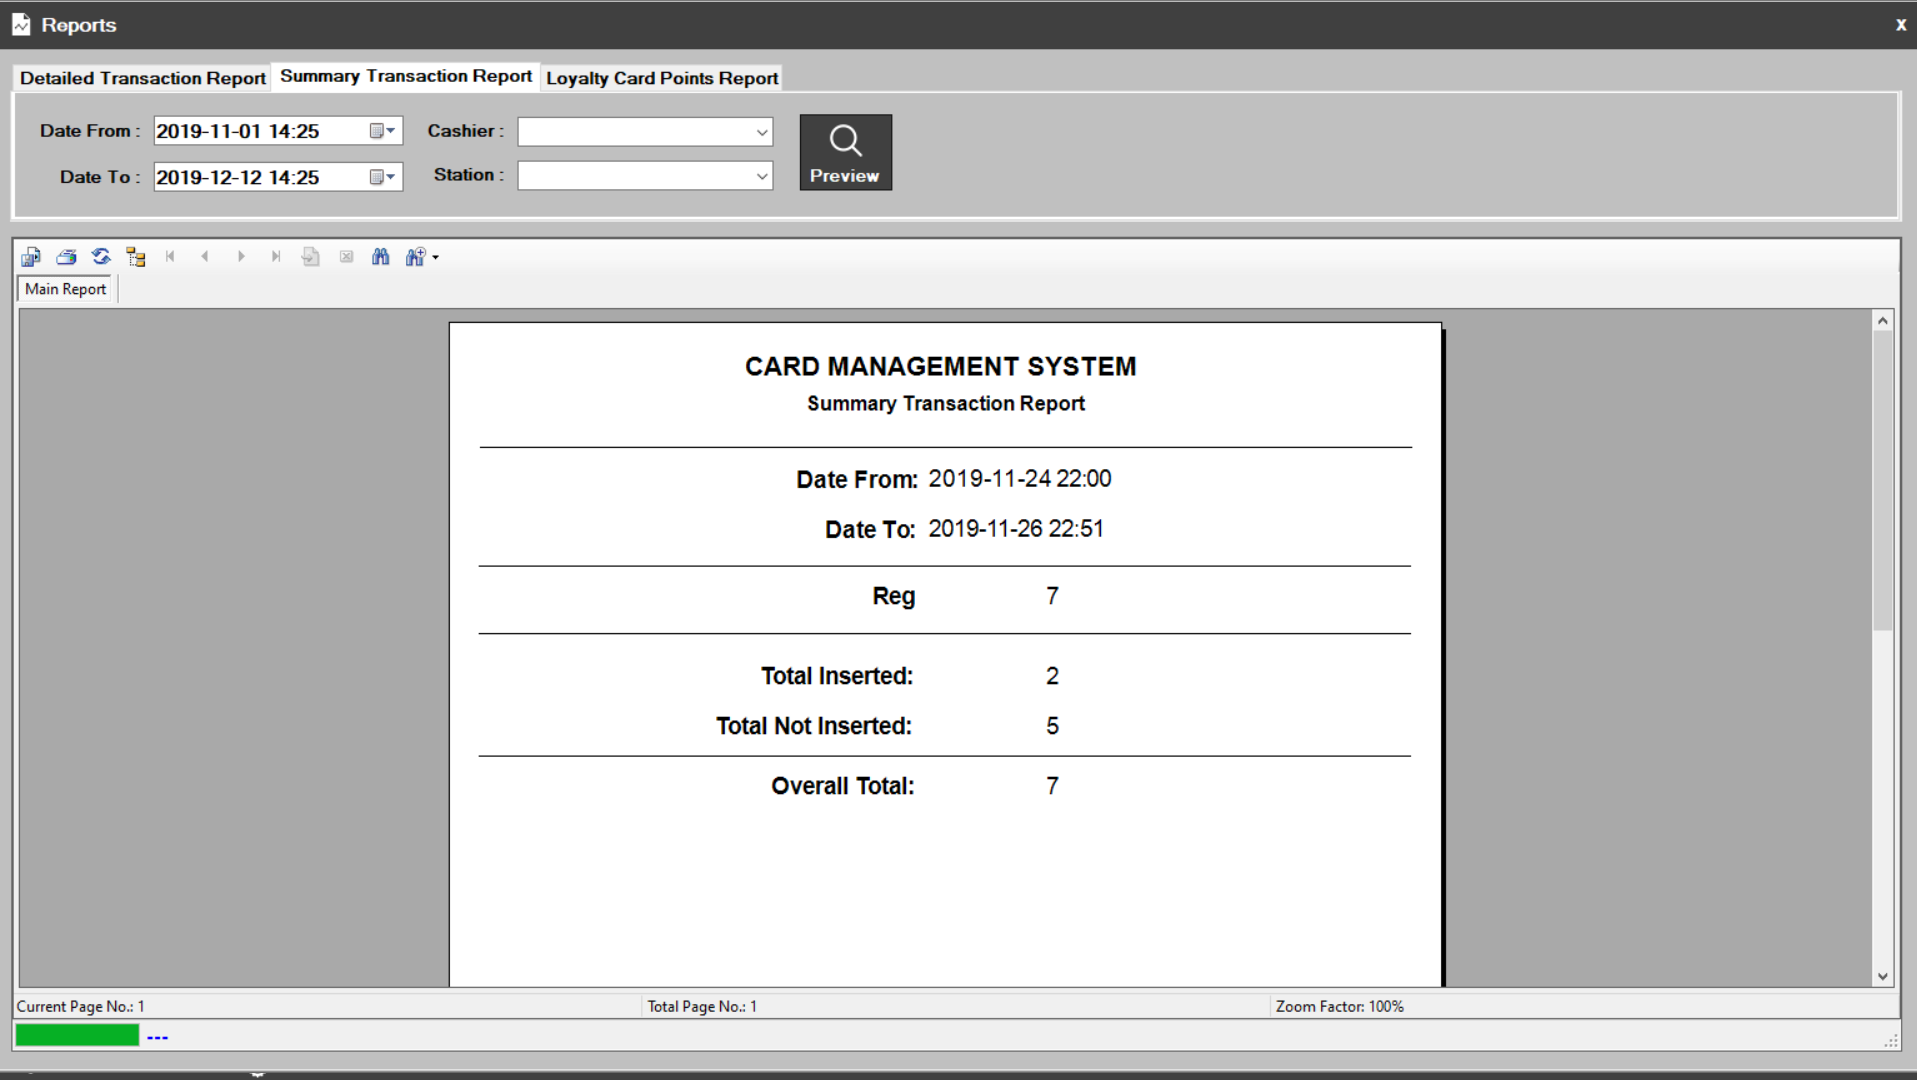 Reports
x
Detailed Transaction Report Summary Transaction Report Loyalty Card Points Report
Date From : 2019-11-01 14:25 Cashier :
Date To : 2019-12-12 14:25 Station :
Preview
Main Report
CARD MANAGEMENT SYSTEM
Summary Transaction Report
Date From: 2019-11-24 22:00
Date To: 2019-11-26 22:51
Reg 7
Total Inserted: 2
Total Not Inserted: 5
Overall Total: 7
Current Page No.: 1 Total Page No.: 1 Zoom Factor: 100%
---